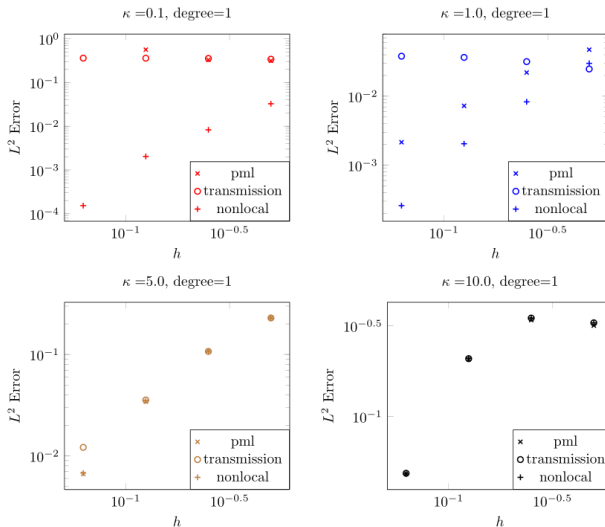 κ =0.1, degree=1
10^0
10^−1
10^−2
10^−3
10^−4
L^2 Error
pml
transmission
nonlocal
10^−1
10^−0.5
h
κ =1.0, degree=1
10^−2
10^−3
L^2 Error
pml
transmission
nonlocal
10^−1
10^−0.5
h
κ =5.0, degree=1
10^−1
10^−2
L^2 Error
pml
transmission
nonlocal
10^−1
10^−0.5
h
κ =10.0, degree=1
10^−0.5
10^−1
L^2 Error
pml
transmission
nonlocal
10^−1
10^−0.5
h